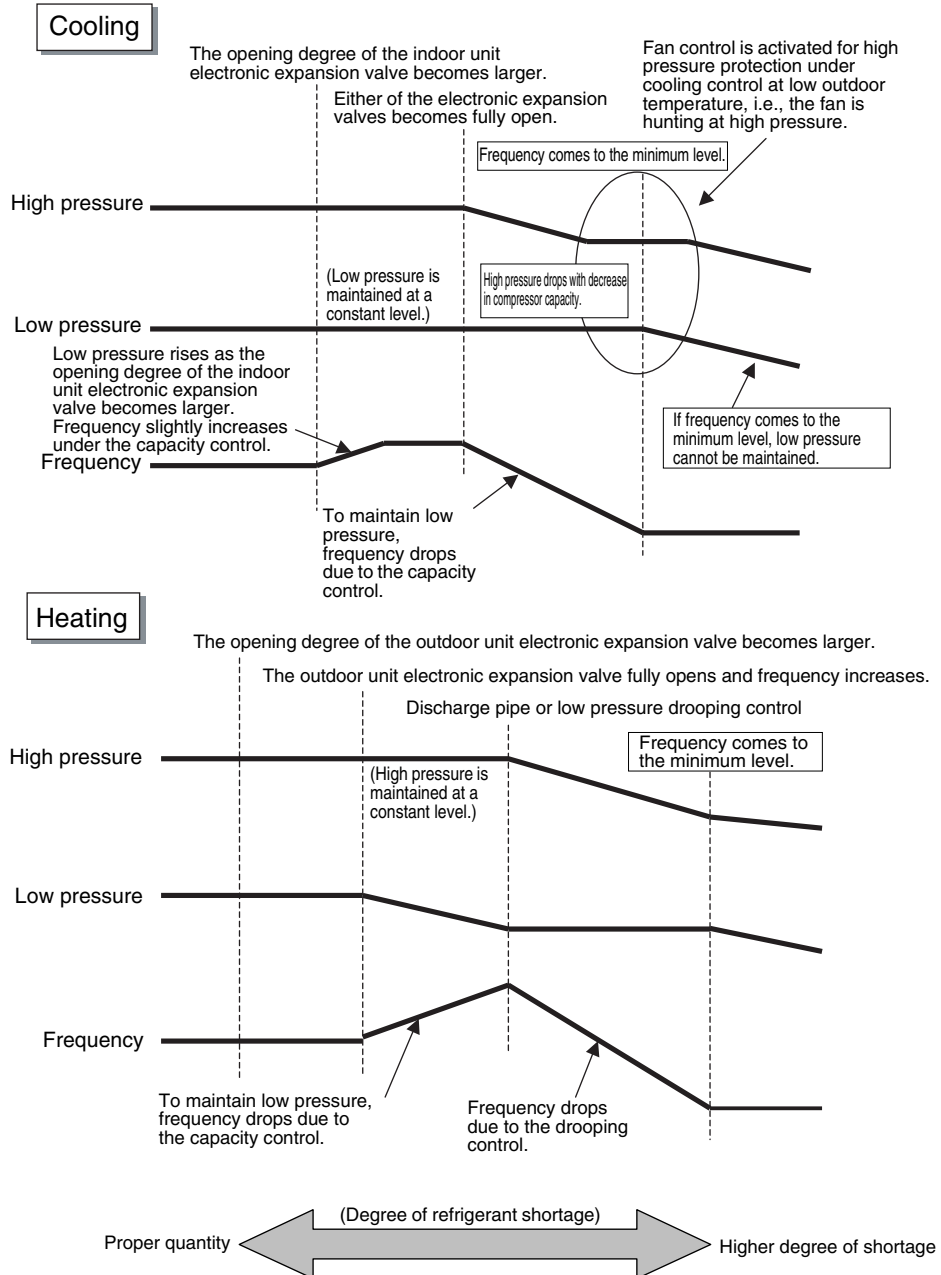 Cooling
The opening degree of the indoor unit
electronic expansion valve becomes larger.
Either of the electronic expansion
valves becomes fully open.
Fan control is activated for high
pressure protection under
cooling control at low outdoor
temperature, i.e., the fan is
hunting at high pressure.
Frequency comes to the minimum level.
High pressure
(Low pressure is
maintained at a
constant level.)
High pressure drops with decrease
in compressor capacity.
Low pressure
Low pressure rises as the
opening degree of the indoor
unit electronic expansion
valve becomes larger.
Frequency slightly increases
under the capacity control.
If frequency comes to the
minimum level, low pressure
cannot be maintained.
Frequency
To maintain low
pressure,
frequency drops
due to the capacity
control.
Heating
The opening degree of the outdoor unit electronic expansion valve becomes larger.
The outdoor unit electronic expansion valve fully opens and frequency increases.
Discharge pipe or low pressure drooping control
High pressure
(High pressure is
maintained at a
constant level.)
Frequency comes to
the minimum level.
Low pressure
Frequency
To maintain low pressure,
frequency drops due to
the capacity control.
Frequency drops
due to the drooping
control.
(Degree of refrigerant shortage)
Proper quantity
Higher degree of shortage